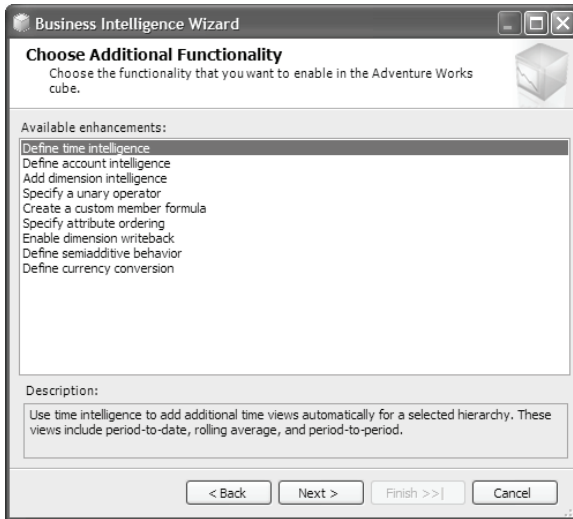 Business Intelligence Wizard
Choose Additional Functionality
Choose the functionality that you want to enable in the Adventure Works
cube.
Available enhancements:
Define time intelligence
Define account intelligence
Add dimension intelligence
Specify a unary operator
Create a custom member formula
Specify attribute ordering
Enable dimension writeback
Define semiadditive behavior
Define currency conversion
Description:
Use time intelligence to add additional time views automatically for a selected hierarchy. These
views include period-to-date, rolling average, and period-to-period.
< Back Next > Finish >>| Cancel